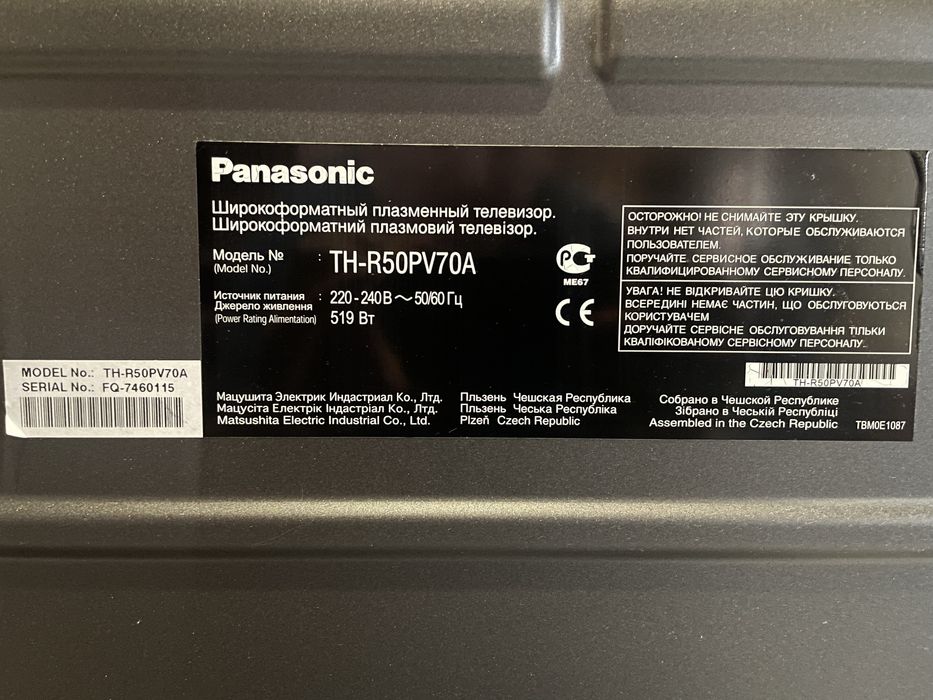 Panasonic
Широкоформатный плазменный телевизор.
Широкоформатний плазмовий телевізор.
Модель № : TH-R50PV70A
(Model No.)
Источник питания : 220-240В ~ 50/60 Гц
Джерело живлення
(Power Rating Alimentation) 519 Вт
РСТ
ME67
CE
ОСТОРОЖНО! НЕ СНИМАЙТЕ ЭТУ КРЫШКУ.
ВНУТРИ НЕТ ЧАСТЕЙ, КОТОРЫЕ ОБСЛУЖИВАЮТСЯ
ПОЛЬЗОВАТЕЛЕМ.
ПОРУЧАЙТЕ СЕРВИСНОЕ ОБСЛУЖИВАНИЕ ТОЛЬКО
КВАЛИФИЦИРОВАННОМУ СЕРВИСНОМУ ПЕРСОНАЛУ.
УВАГА! НЕ ВІДКРИВАЙТЕ ЦЮ КРИШКУ.
ВСЕРЕДИНІ НЕМАЄ ЧАСТИН, ЩО ОБСЛУГОВУЮТЬСЯ
КОРИСТУВАЧЕМ
ДОРУЧАЙТЕ СЕРВІСНЕ ОБСЛУГОВУВАННЯ ТІЛЬКИ
КВАЛІФІКОВАНОМУ СЕРВІСНОМУ ПЕРСОНАЛУ.
MODEL No.: TH-R50PV70A
SERIAL No.: FQ-7460115
TH-R50PV70A
Мацушита Электрик Индастриал Ко., Лтд. Пльзень Чешская Республика
Мацусіта Електрік Індастріал Ко., Лтд. Пльзень Чеська Республіка
Matsushita Electric Industrial Co., Ltd. Plzeň Czech Republic
Собрано в Чешской Республике
Зібрано в Чеській Республіці
Assembled in the Czech Republic TBM0E1087